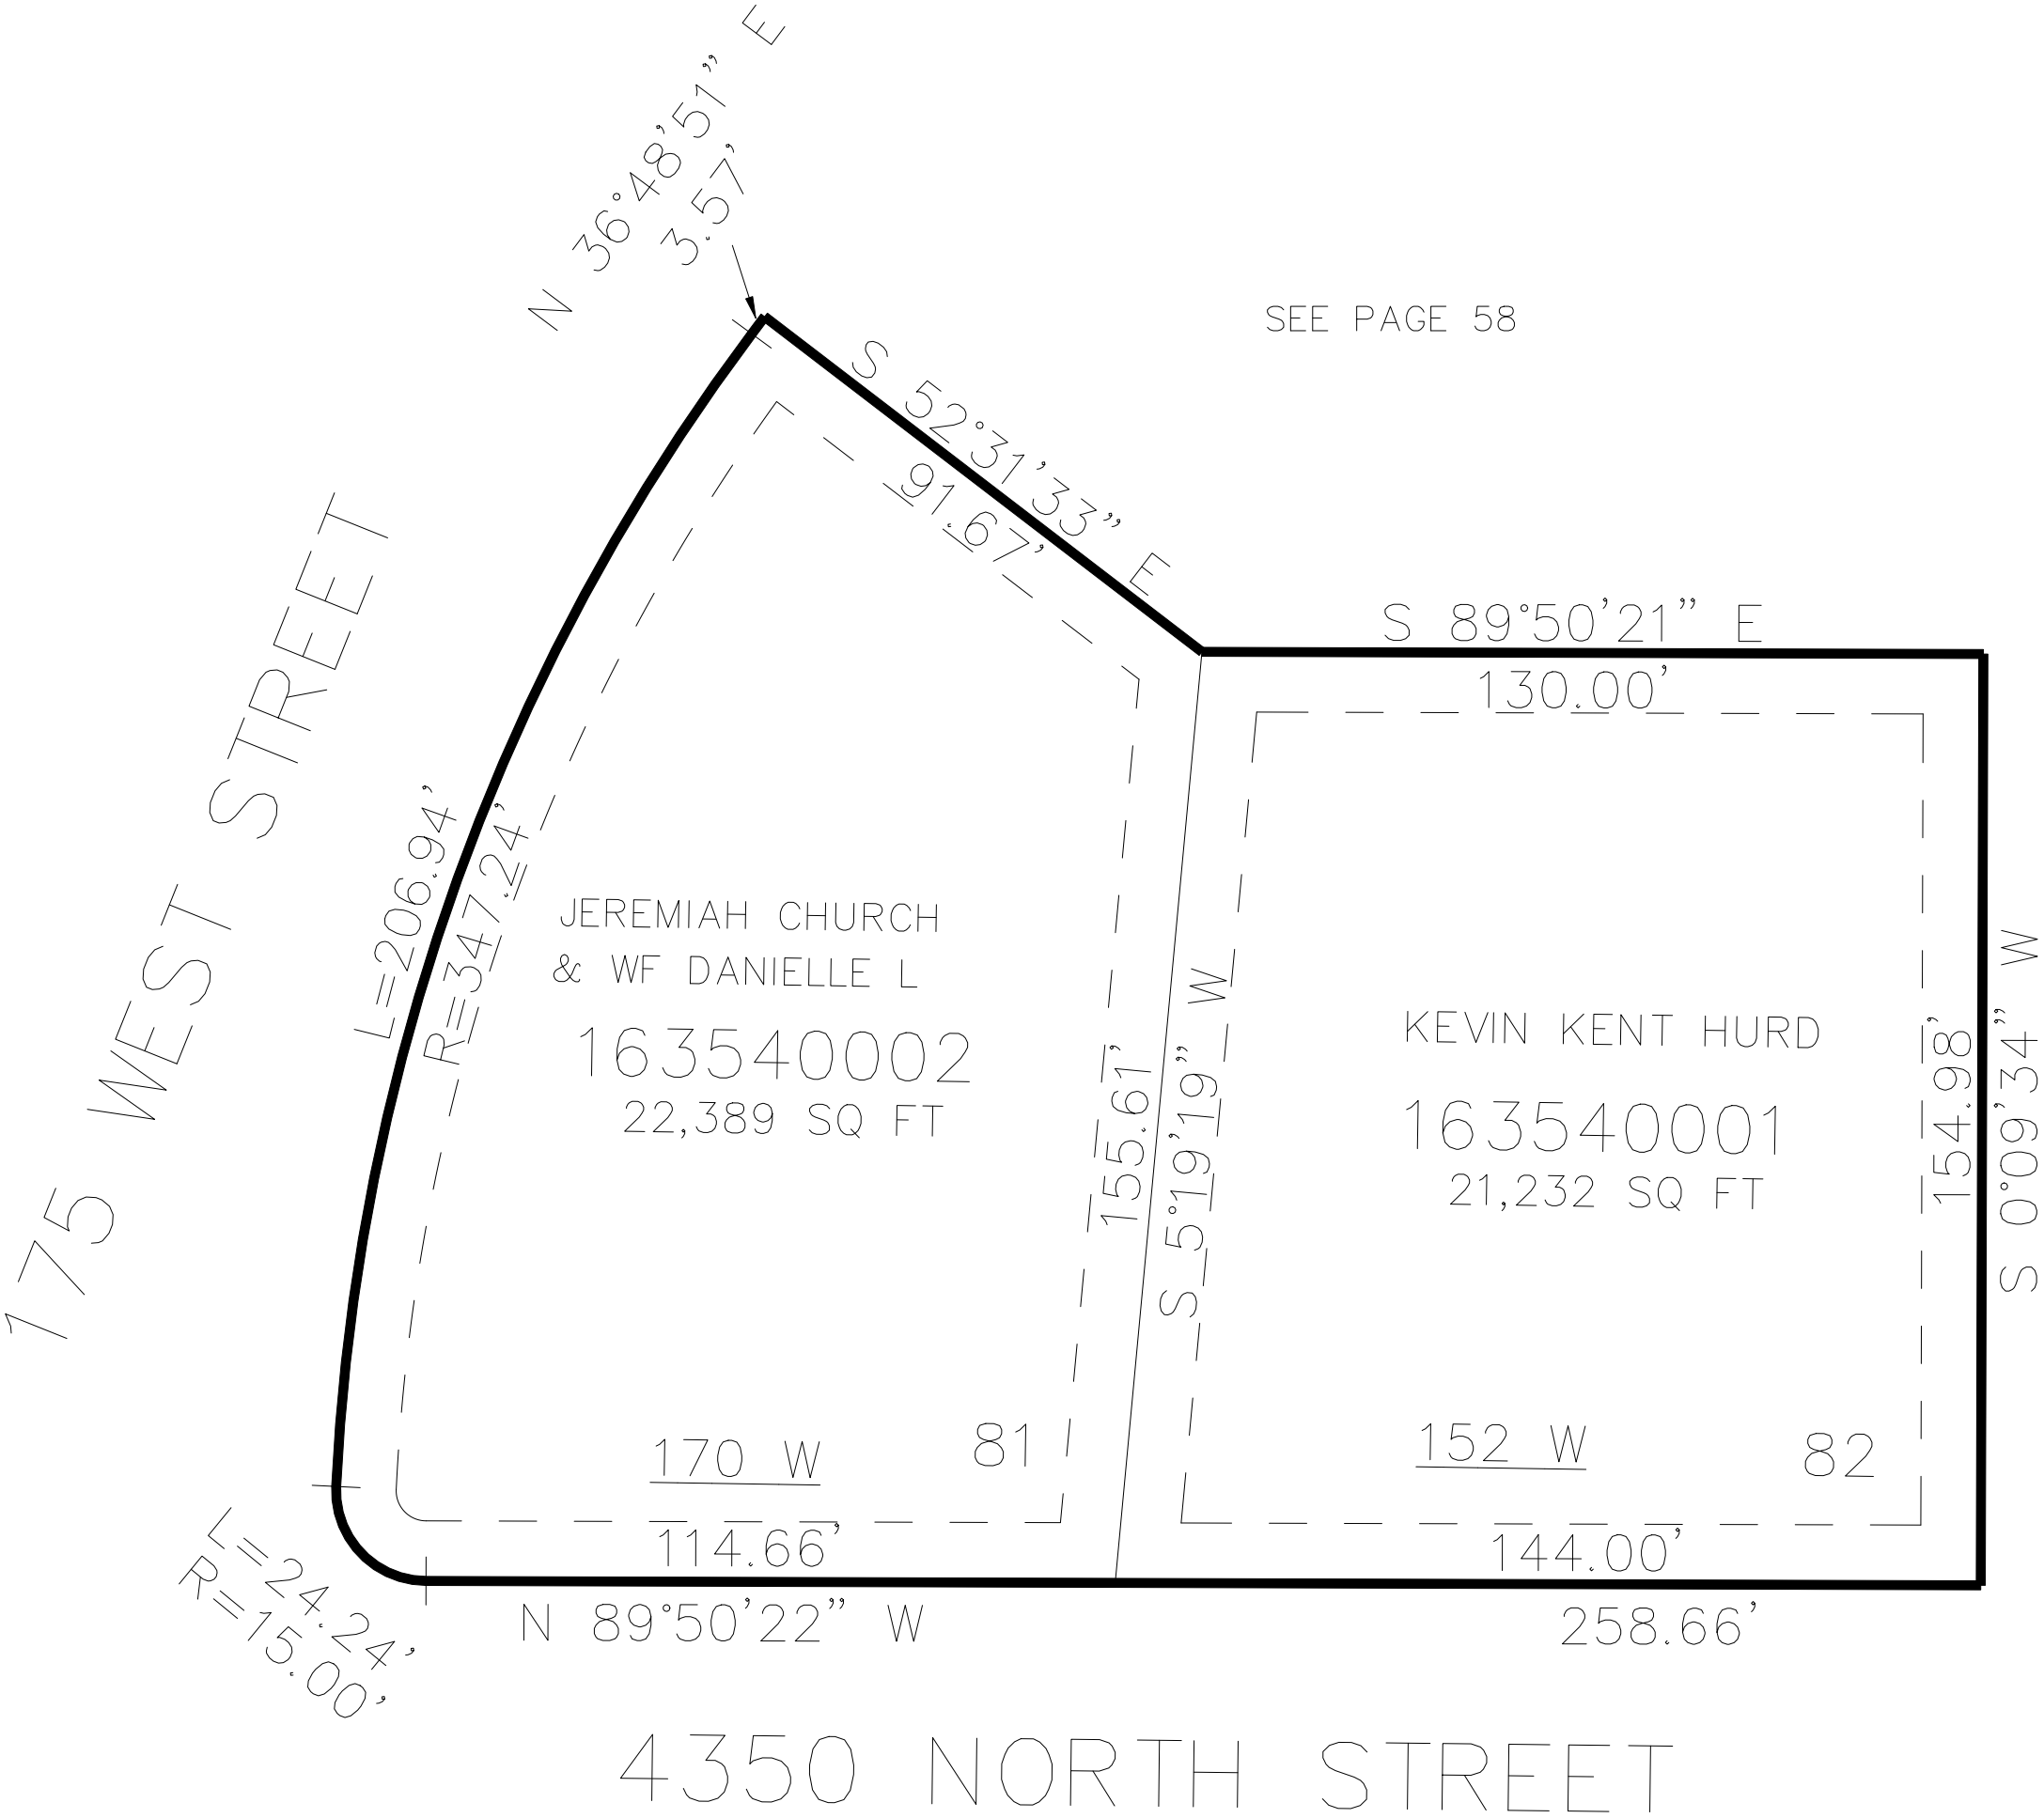 N 36°48'51" E
3.57'
SEE PAGE 58
S 52°31'33" E
91.67'
S 89°50'21" E
130.00'
175 WEST STREET
L=206.94'
R=347.24'
JEREMIAH CHURCH
& WF DANIELLE L
163540002
22,389 SQ FT
155.61'
S 5°19'19" W
KEVIN KENT HURD
163540001
21,232 SQ FT
154.98'
S 0°09'34" W
170 W
81
152 W
82
114.66'
144.00'
L=24.24'
R=15.00'
N 89°50'22" W
258.66'
4350 NORTH STREET